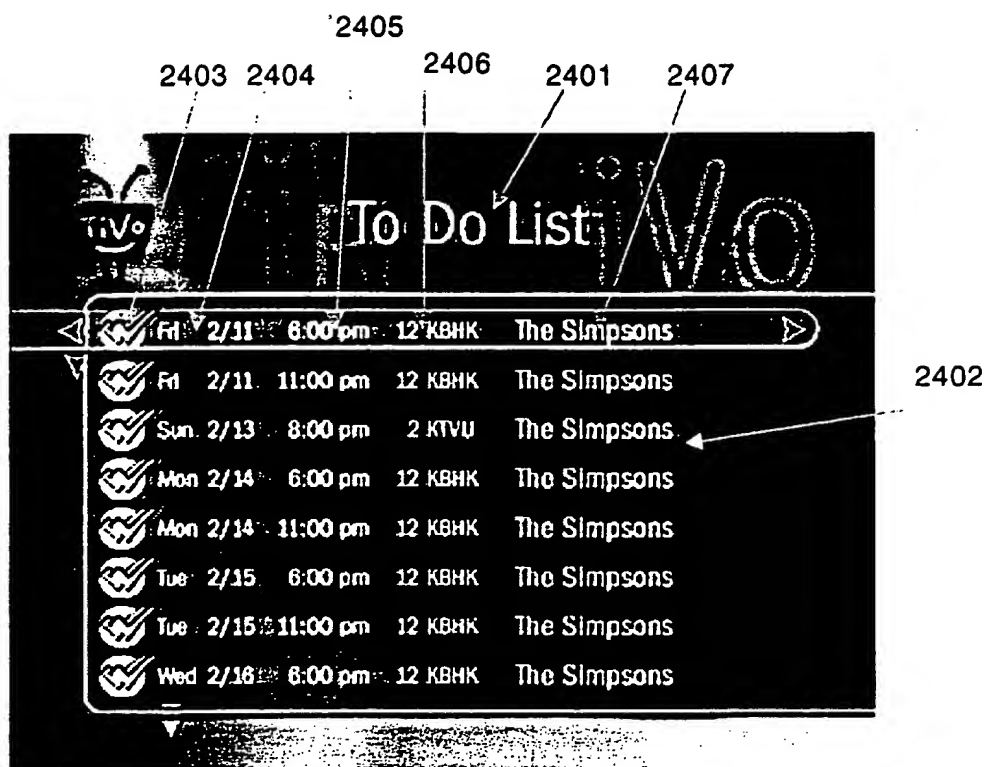 2405
2403 2404 2406 2401 2407
TiVo
To Do List
iVo
Fri 2/11 6:00 pm 12 KBHK The Simpsons
2402
Fri 2/11 11:00 pm 12 KBHK The Simpsons
Sun 2/13 8:00 pm 2 KTVU The Simpsons
Mon 2/14 6:00 pm 12 KBHK The Simpsons
Mon 2/14 11:00 pm 12 KBHK The Simpsons
Tue 2/15 6:00 pm 12 KBHK The Simpsons
Tue 2/15 11:00 pm 12 KBHK The Simpsons
Wed 2/16 6:00 pm 12 KBHK The Simpsons